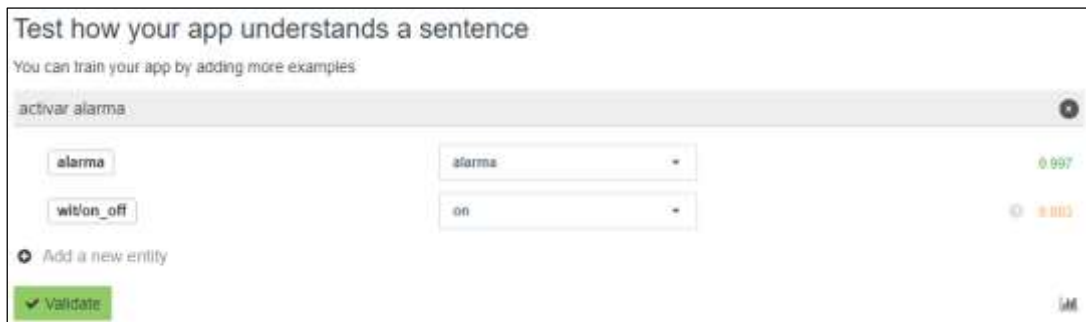 Test how your app understands a sentence
You can train your app by adding more examples
activar alarma
alarma alarma 0.997
wit/on_off on
Add a new entity
Validate